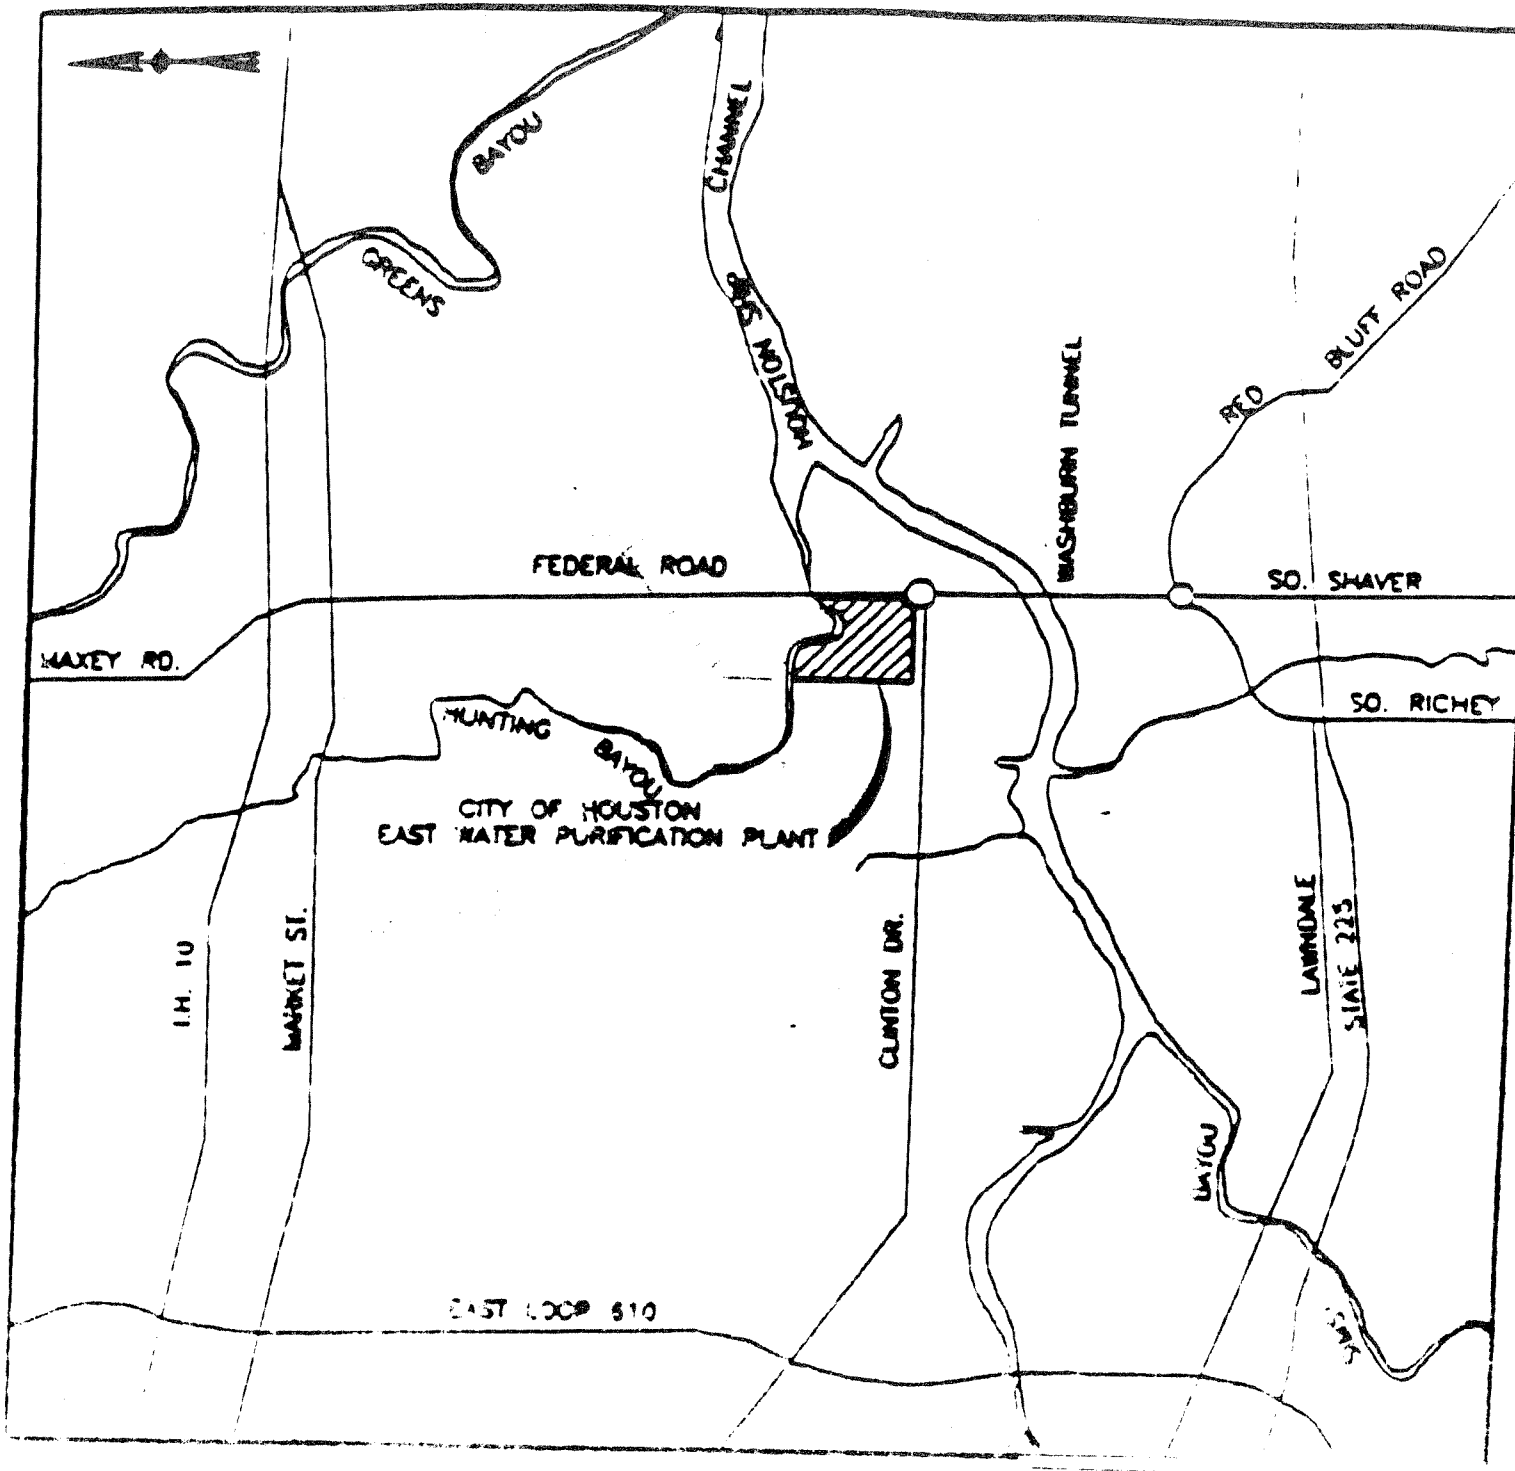 BAYOU
CHANNEL
GREENS
HOUSTON SHIP
BLUFF ROAD
RED
WASHBURN TUNNEL
FEDERAL ROAD
SO. SHAVER
MAXEY RD.
SO. RICHEY
HUNTING
BAYOU
CITY OF HOUSTON
EAST WATER PURIFICATION PLANT
I.H. 10
MARKET ST.
CLINTON DR.
LAWNDALE
STATE 225
BAYOU
SIMS
EAST LOOP 610